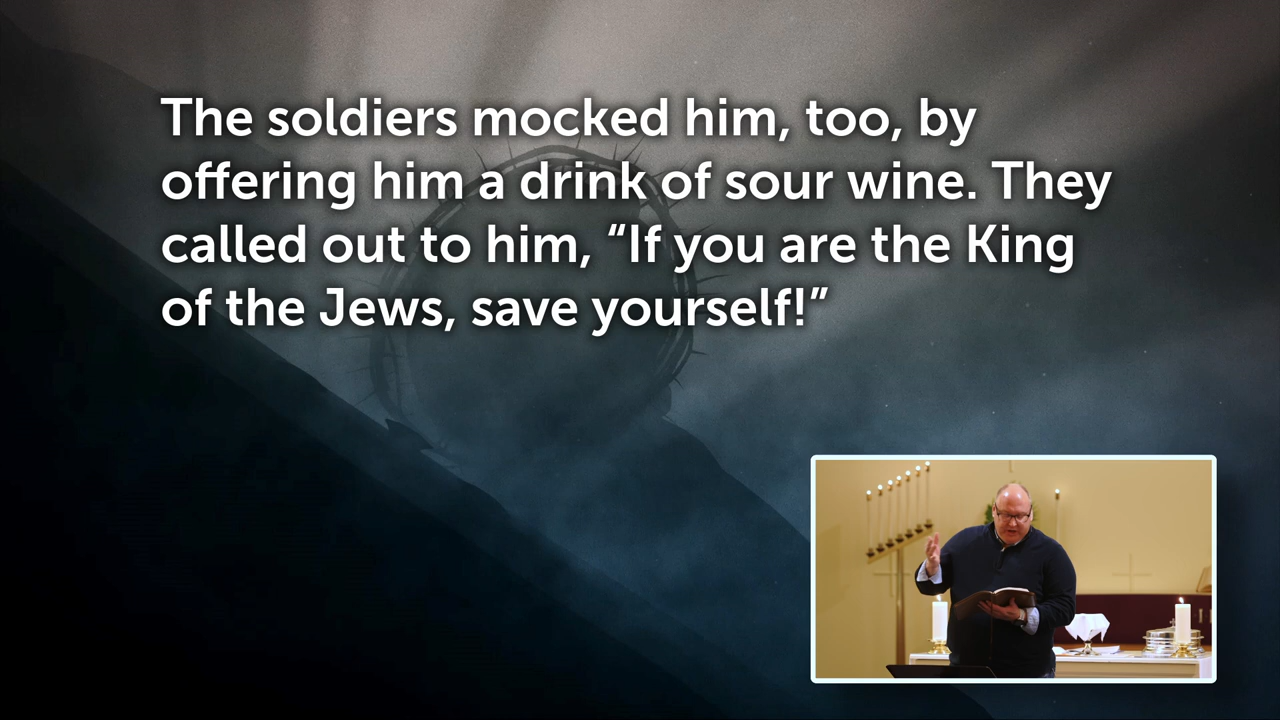 The soldiers mocked him, too, by
offering him a drink of sour wine. They
called out to him, “If you are the King
of the Jews, save yourself!”